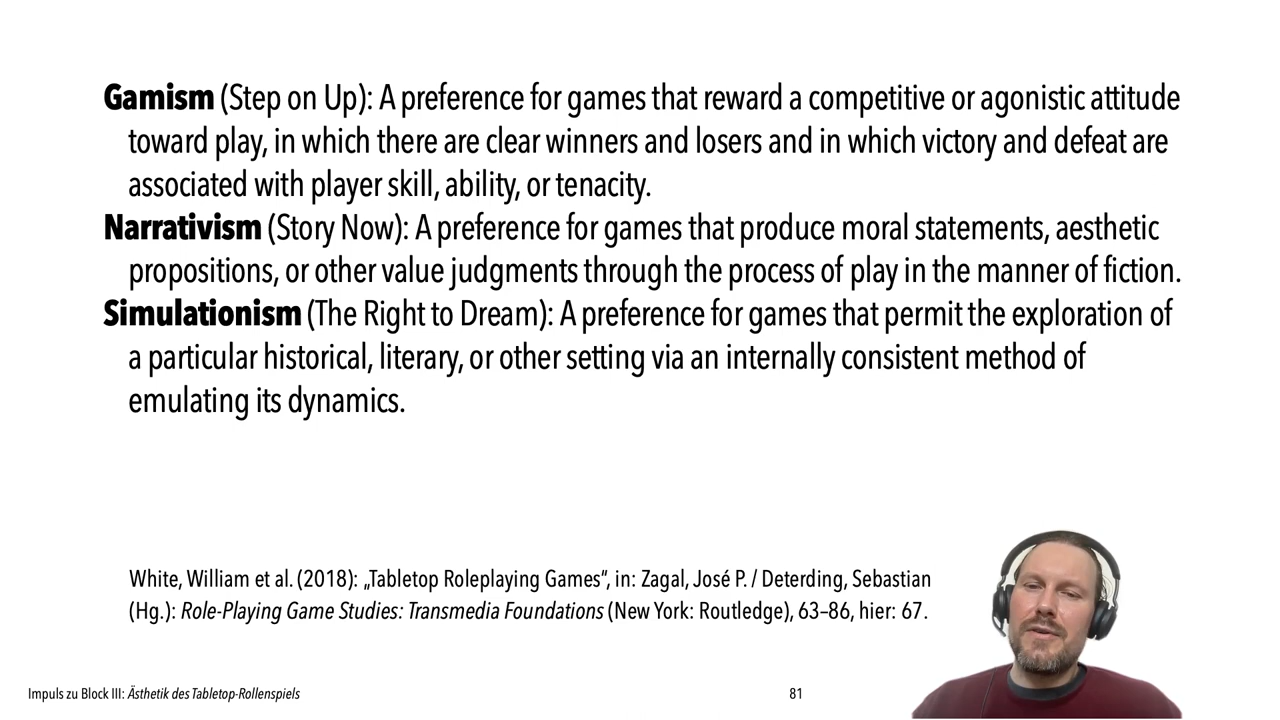 Gamism (Step on Up): A preference for games that reward a competitive or agonistic attitude
toward play, in which there are clear winners and losers and in which victory and defeat are
associated with player skill, ability, or tenacity.
Narrativism (Story Now): A preference for games that produce moral statements, aesthetic
propositions, or other value judgments through the process of play in the manner of fiction.
Simulationism (The Right to Dream): A preference for games that permit the exploration of
a particular historical, literary, or other setting via an internally consistent method of
emulating its dynamics.
White, William et al. (2018): „Tabletop Roleplaying Games“, in: Zagal, José P. / Deterding, Sebastian
(Hg.): Role-Playing Game Studies: Transmedia Foundations (New York: Routledge), 63–86, hier: 67.
Impuls zu Block III: Ästhetik des Tabletop-Rollenspiels
81